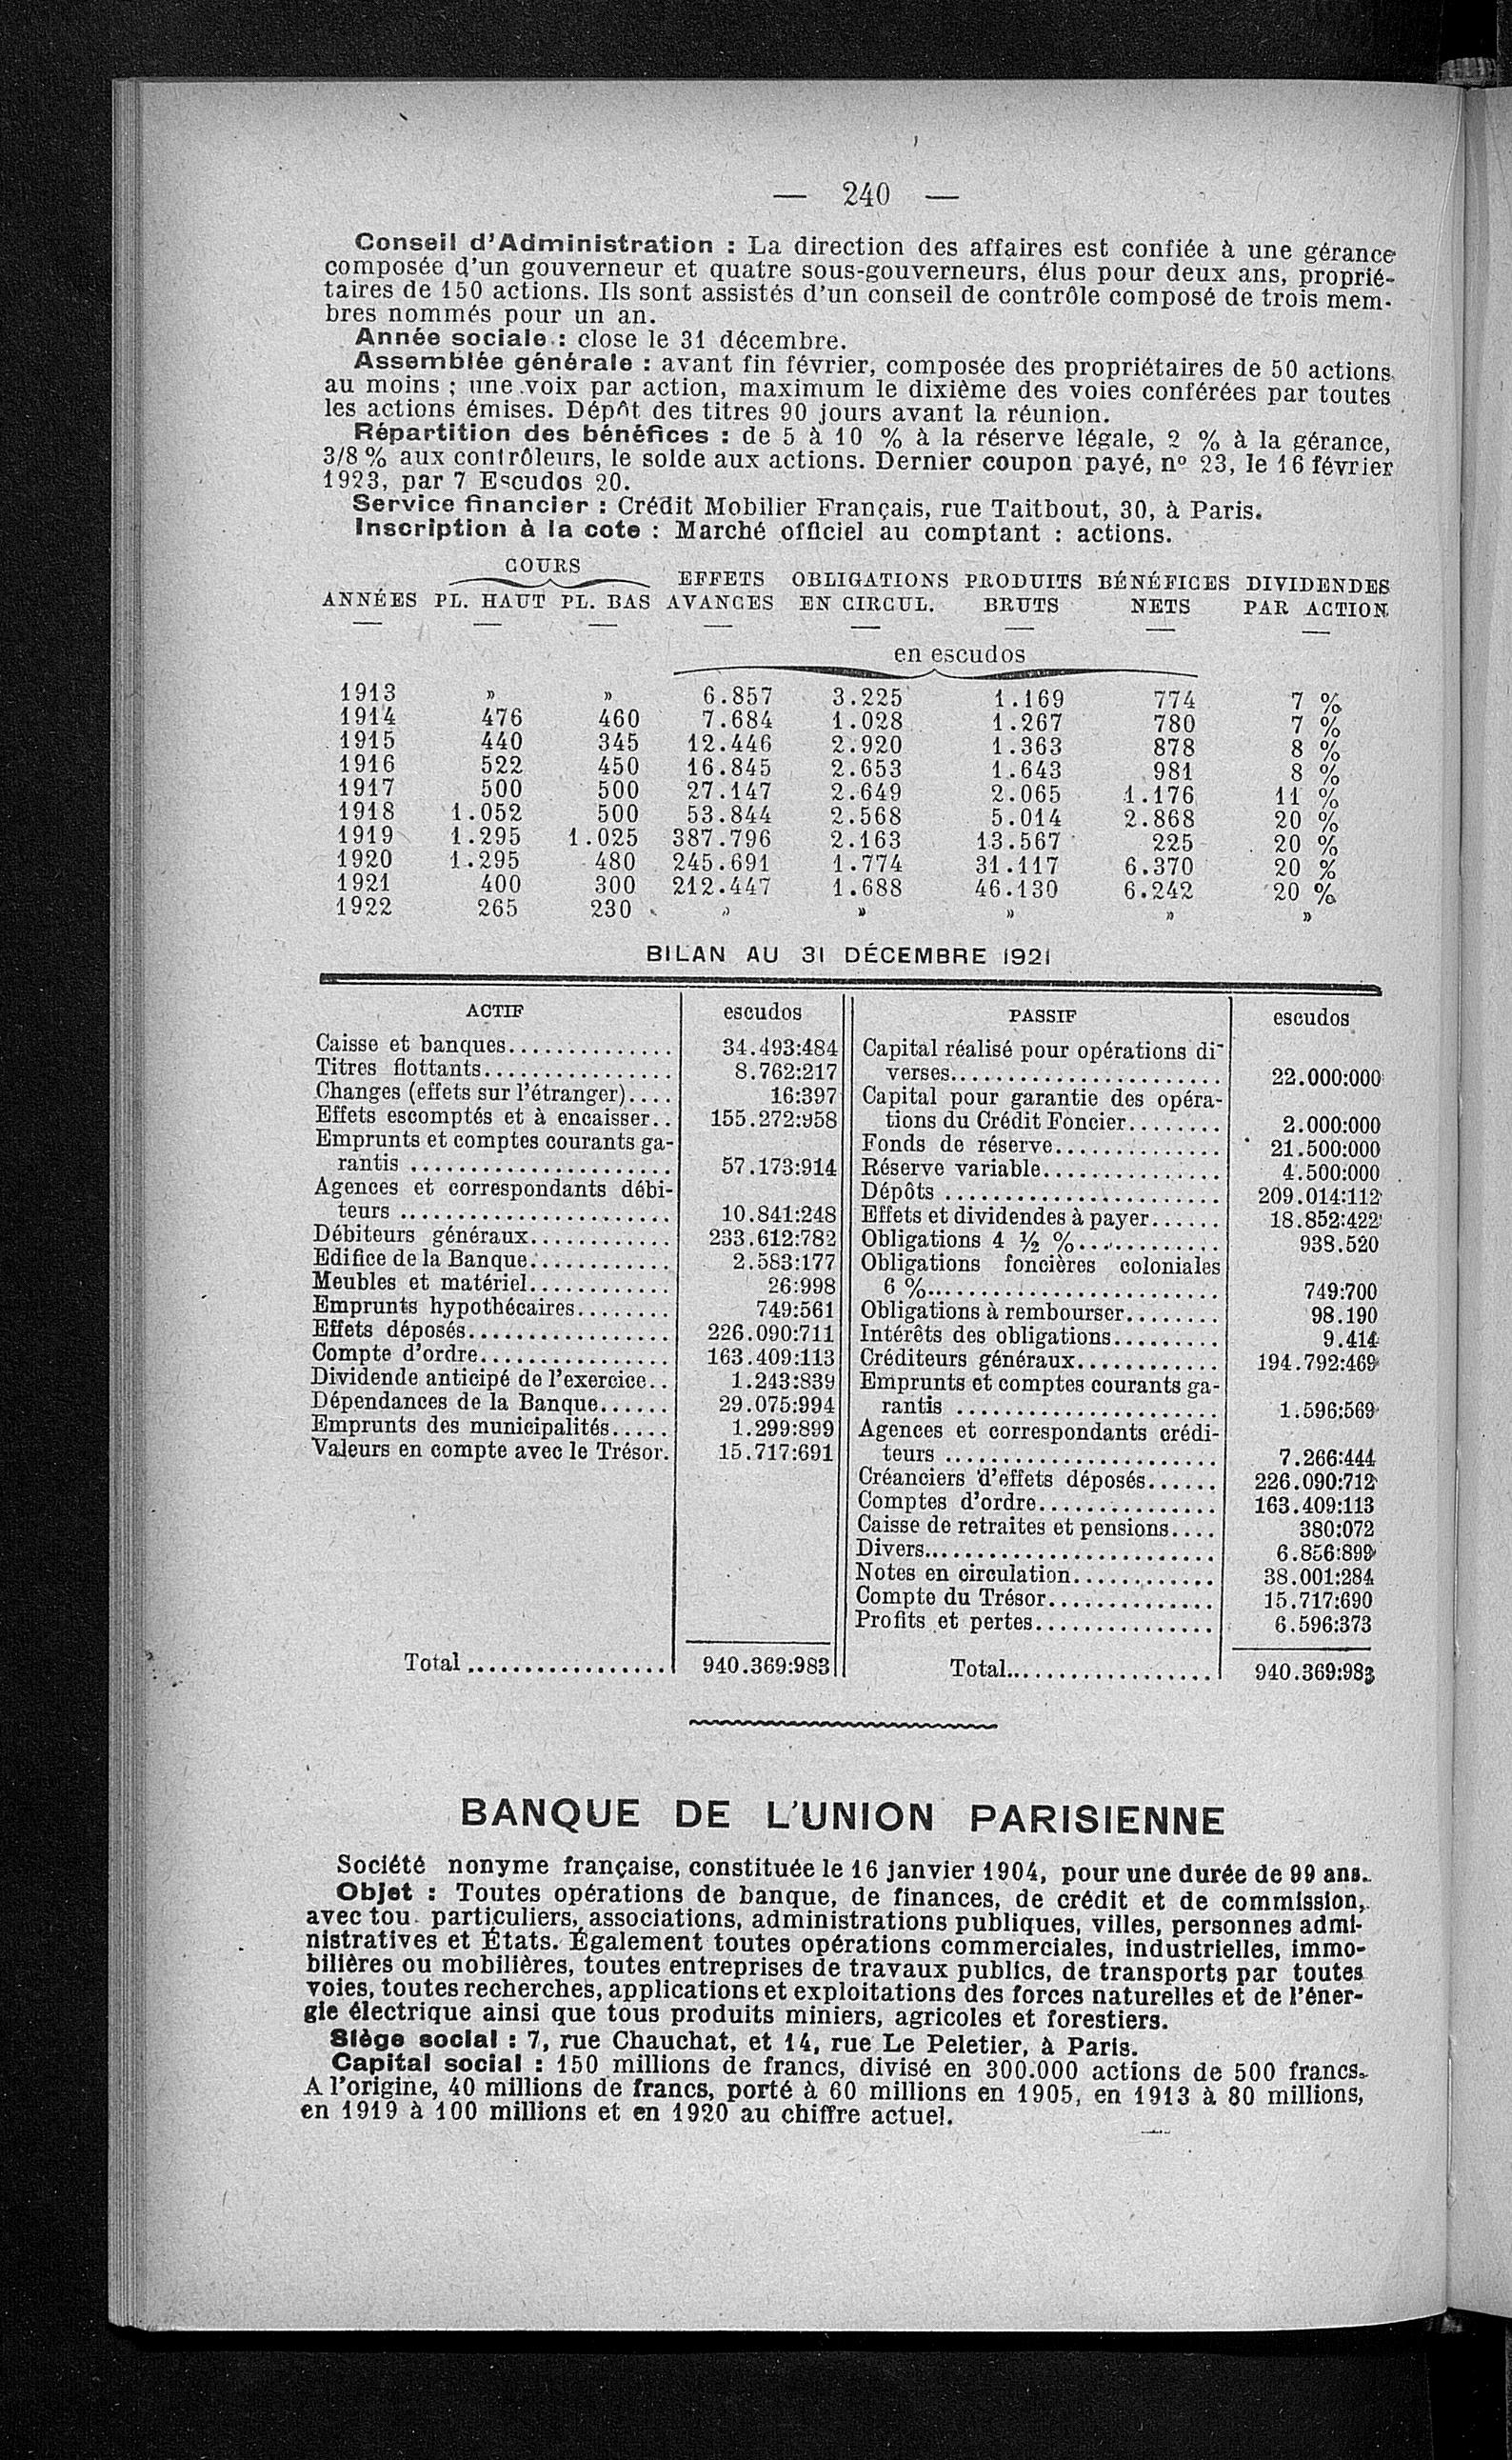 — 240 —
Conseil d'Administration : La direction des affaires est confiée à une gérance
composée d'un gouverneur et quatre sous-gouverneurs, élus pour deux ans, proprié-
taires de 150 actions. Ils sont assistés d'un conseil de contrôle composé de trois mem-
bres nommés pour un an.
Année sociale : close le 31 décembre.
Assemblée générale : avant fin février, composée des propriétaires de 50 actions
au moins ; une voix par action, maximum le dixième des voies conférées par toutes
les actions émises. Dépôt des titres 90 jours avant la réunion.
Répartition des bénéfices : de 5 à 10 % à la réserve légale, 2 % à la gérance,
3/8 % aux contrôleurs, le solde aux actions. Dernier coupon payé, nº 23, le 16 février
1923, par 7 Escudos 20.
Service financier : Crédit Mobilier Français, rue Taitbout, 30, à Paris.
Inscription à la cote : Marché officiel au comptant : actions.
COURS
EFFETS OBLIGATIONS PRODUITS BÉNÉFICES DIVIDENDES
ANNÉES PL. HAUT PL. BAS AVANCES EN CIRCUL. BRUTS NETS PAR ACTION
en escudos
1913 » » 6.857 3.225 1.169 774 7 %
1914 476 460 7.684 1.028 1.267 780 7 %
1915 440 345 12.446 2.920 1.363 878 8 %
1916 522 450 16.845 2.653 1.643 981 8 %
1917 500 500 27.147 2.649 2.065 1.176 11 %
1918 1.052 500 53.844 2.568 5.014 2.868 20 %
1919 1.295 1.025 387.796 2.163 13.567 225 20 %
1920 1.295 480 245.691 1.774 31.117 6.370 20 %
1921 400 300 212.447 1.688 46.130 6.242 20 %
1922 265 230 » » » » »
BILAN AU 31 DÉCEMBRE 1921
ACTIF escudos
Caisse et banques.............. 34.493:484
Titres flottants................ 8.762:217
Changes (effets sur l'étranger).... 16:397
Effets escomptés et à encaisser.. 155.272:958
Emprunts et comptes courants ga-
rantis ...................... 57.173:914
Agences et correspondants débi-
teurs ....................... 10.841:248
Débiteurs généraux............ 233.612:782
Edifice de la Banque............ 2.583:177
Meubles et matériel............ 26:998
Emprunts hypothécaires........ 749:561
Effets déposés................. 226.090:711
Compte d'ordre................ 163.409:113
Dividende anticipé de l'exercice.. 1.243:839
Dépendances de la Banque...... 29.075:994
Emprunts des municipalités..... 1.299:899
Valeurs en compte avec le Trésor. 15.717:691
Total ................. 940.369:983
PASSIF escudos
Capital réalisé pour opérations di-
verses....................... 22.000:000
Capital pour garantie des opéra-
tions du Crédit Foncier........ 2.000:000
Fonds de réserve.............. 21.500:000
Réserve variable............... 4.500:000
Dépôts ....................... 209.014:112
Effets et dividendes à payer...... 18.852:422
Obligations 4 ½ %............ 938.520
Obligations foncières coloniales
6 %......................... 749:700
Obligations à rembourser........ 98.190
Intérêts des obligations......... 9.414
Créditeurs généraux............ 194.792:469
Emprunts et comptes courants ga-
rantis ...................... 1.596:569
Agences et correspondants crédi-
teurs ....................... 7.266:444
Créanciers d'effets déposés...... 226.090:712
Comptes d'ordre............... 163.409:113
Caisse de retraites et pensions.... 380:072
Divers......................... 6.856:899
Notes en circulation............ 38.001:284
Compte du Trésor.............. 15.717:690
Profits et pertes............... 6.596:373
Total.................. 940.369:983
BANQUE DE L'UNION PARISIENNE
Société nonyme française, constituée le 16 janvier 1904, pour une durée de 99 ans.
Objet : Toutes opérations de banque, de finances, de crédit et de commission,
avec tou. particuliers, associations, administrations publiques, villes, personnes admi-
nistratives et États. Également toutes opérations commerciales, industrielles, immo-
bilières ou mobilières, toutes entreprises de travaux publics, de transports par toutes
voies, toutes recherches, applications et exploitations des forces naturelles et de l'éner-
gie électrique ainsi que tous produits miniers, agricoles et forestiers.
Siège social : 7, rue Chauchat, et 14, rue Le Peletier, à Paris.
Capital social : 150 millions de francs, divisé en 300.000 actions de 500 francs.
A l'origine, 40 millions de francs, porté à 60 millions en 1905, en 1913 à 80 millions,
en 1919 à 100 millions et en 1920 au chiffre actuel.